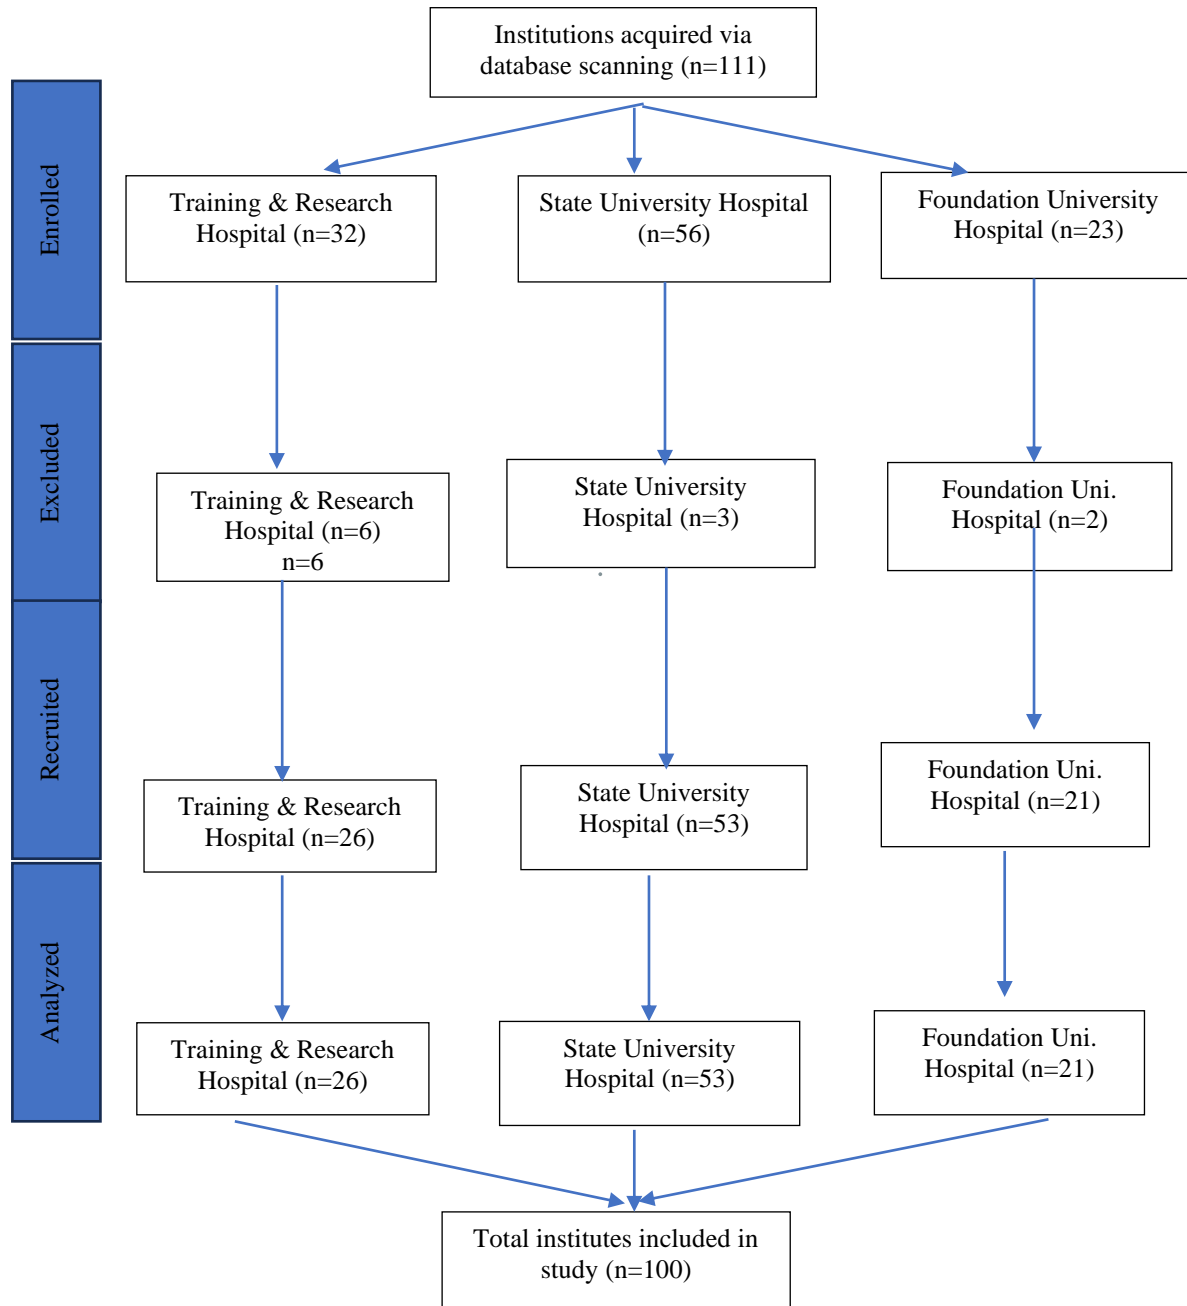 Institutions acquired via
database scanning (n=111)
Enrolled
Training & Research
Hospital (n=32)
State University Hospital
(n=56)
Foundation University
Hospital (n=23)
Excluded
Training & Research
Hospital (n=6)
n=6
State University
Hospital (n=3)
Foundation Uni.
Hospital (n=2)
Recruited
Training & Research
Hospital (n=26)
State University
Hospital (n=53)
Foundation Uni.
Hospital (n=21)
Analyzed
Training & Research
Hospital (n=26)
State University
Hospital (n=53)
Foundation Uni.
Hospital (n=21)
Total institutes included in
study (n=100)